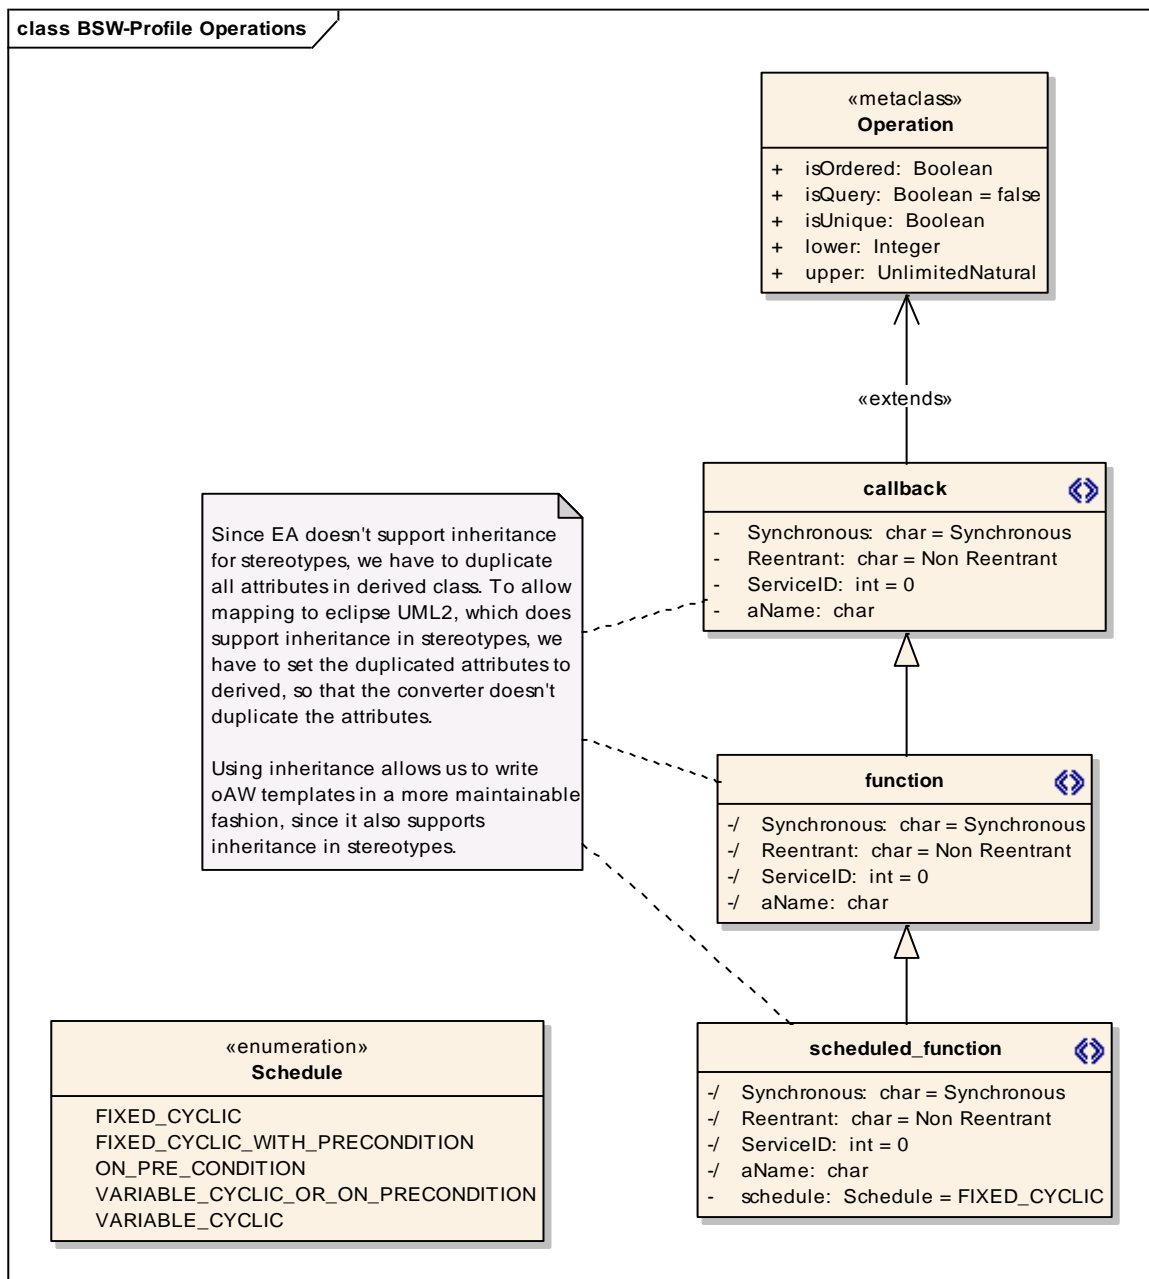 class BSW-Profile Operations
«metaclass»
Operation
+ isOrdered: Boolean
+ isQuery: Boolean = false
+ isUnique: Boolean
+ lower: Integer
+ upper: UnlimitedNatural
«extends»
callback
- Synchronous: char = Synchronous
- Reentrant: char = Non Reentrant
- ServiceID: int = 0
- aName: char
Since EA doesn't support inheritance
for stereotypes, we have to duplicate
all attributes in derived class. To allow
mapping to eclipse UML2, which does
support inheritance in stereotypes, we
have to set the duplicated attributes to
derived, so that the converter doesn't
duplicate the attributes.
Using inheritance allows us to write
oAW templates in a more maintainable
fashion, since it also supports
inheritance in stereotypes.
function
-/ Synchronous: char = Synchronous
-/ Reentrant: char = Non Reentrant
-/ ServiceID: int = 0
-/ aName: char
scheduled_function
-/ Synchronous: char = Synchronous
-/ Reentrant: char = Non Reentrant
-/ ServiceID: int = 0
-/ aName: char
- schedule: Schedule = FIXED_CYCLIC
«enumeration»
Schedule
FIXED_CYCLIC
FIXED_CYCLIC_WITH_PRECONDITION
ON_PRE_CONDITION
VARIABLE_CYCLIC_OR_ON_PRECONDITION
VARIABLE_CYCLIC